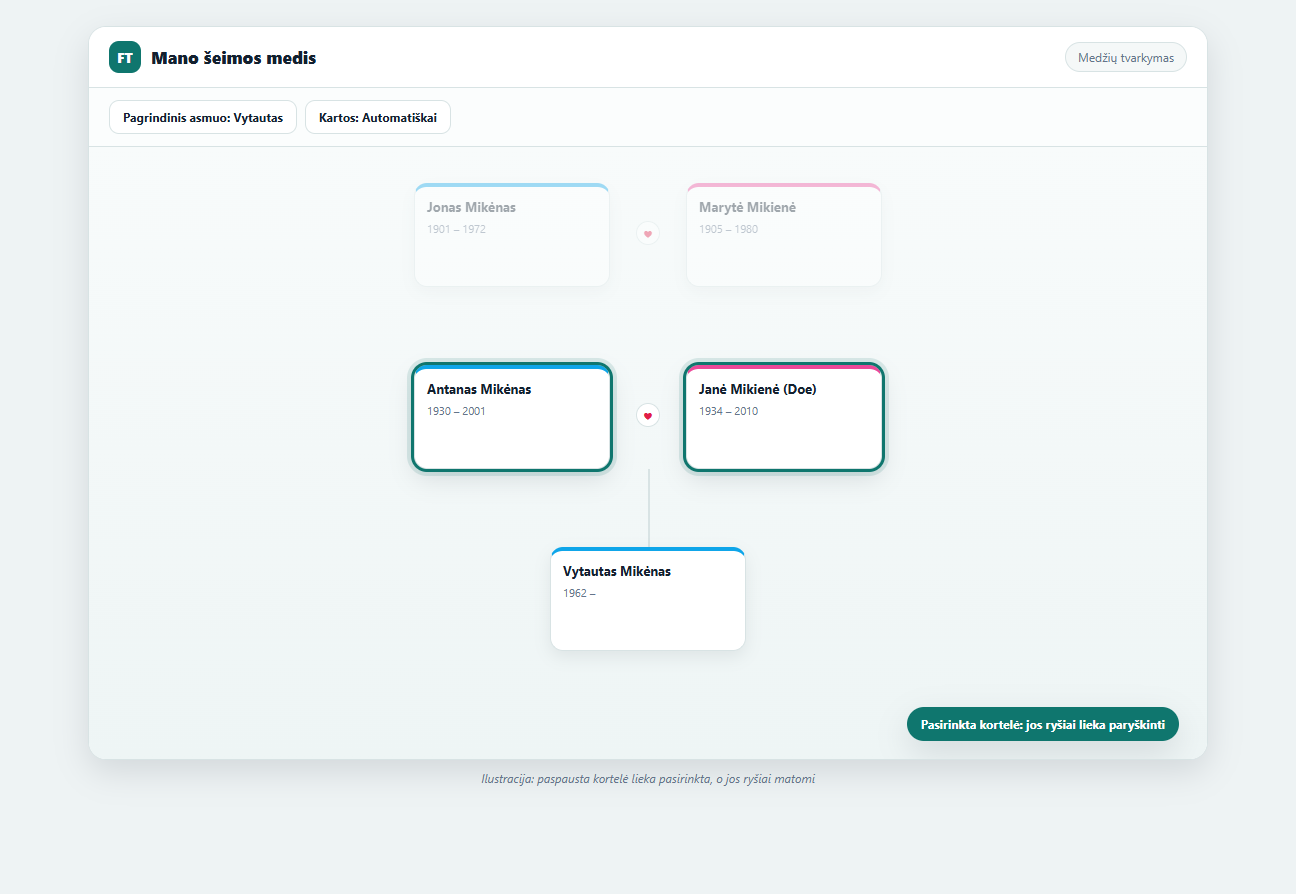 FT
Mano šeimos medis
Medžių tvarkymas
Pagrindinis asmuo: Vytautas
Kartos: Automatiškai
Jonas Mikėnas
1901 – 1972
Marytė Mikienė
1905 – 1980
Antanas Mikėnas
1930 – 2001
Janė Mikienė (Doe)
1934 – 2010
Vytautas Mikėnas
1962 –
Pasirinkta kortelė: jos ryšiai lieka paryškinti
Ilustracija: paspausta kortelė lieka pasirinkta, o jos ryšiai matomi